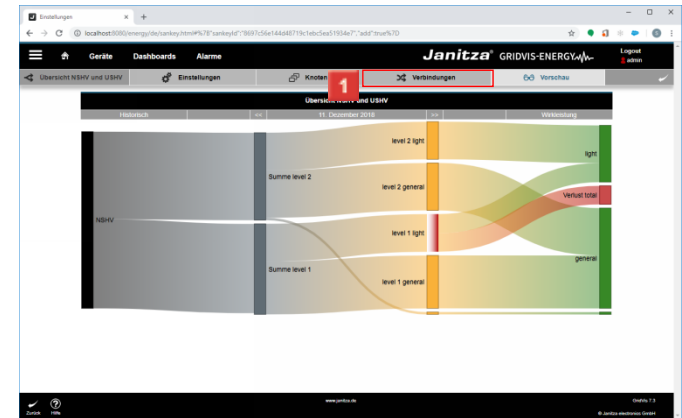 Einstellungen
localhost:8080/energy/de/sankey.html#%7B"sankeyId":"8697c56e144d48719c1ebc5ea51934e7","add":true%7D
Geräte Dashboards Alarme Janitza® GRIDVIS-ENERGY Logout
admin
Übersicht NSHV und USHV Einstellungen Knoten 1 Verbindungen Vorschau
Übersicht NSHV und USHV
Historisch << 11. Dezember 2018 >> Wirkleistung
level 2 light
light
Summe level 2
level 2 general
Verlust total
NSHV
level 1 light
general
Summe level 1
level 1 general
www.janitza.de
GridVis 7.3
Zurück Hilfe
© Janitza electronics GmbH